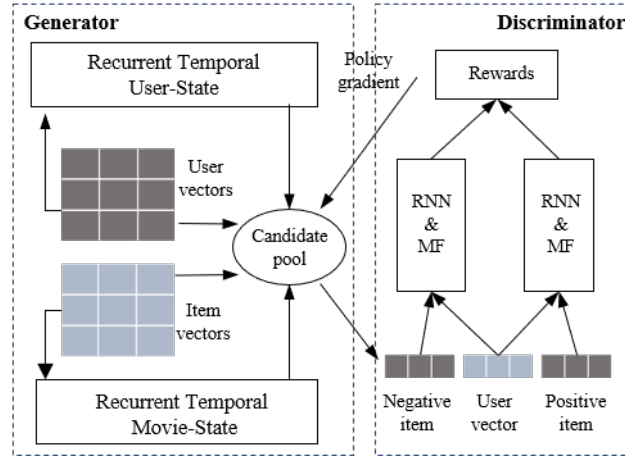 Generator
Recurrent Temporal
User-State
User
vectors
Candidate
pool
Item
vectors
Recurrent Temporal
Movie-State
Policy
gradient
Discriminator
Rewards
RNN
&
MF
RNN
&
MF
Negative
item
User
vector
Positive
item